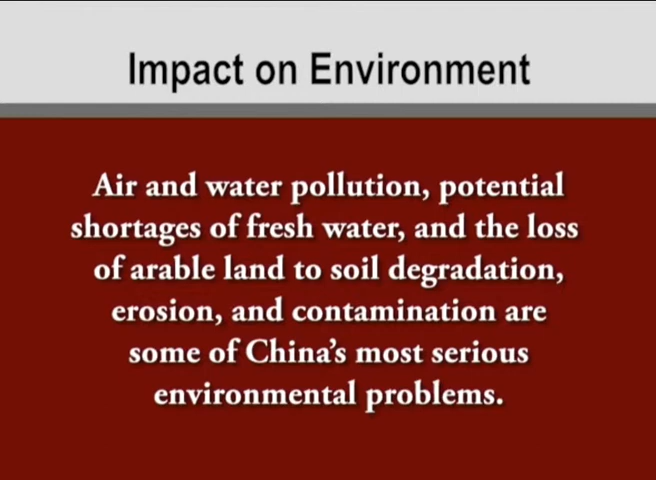 Impact on Environment
Air and water pollution, potential
shortages of fresh water, and the loss
of arable land to soil degradation,
erosion, and contamination are
some of China’s most serious
environmental problems.